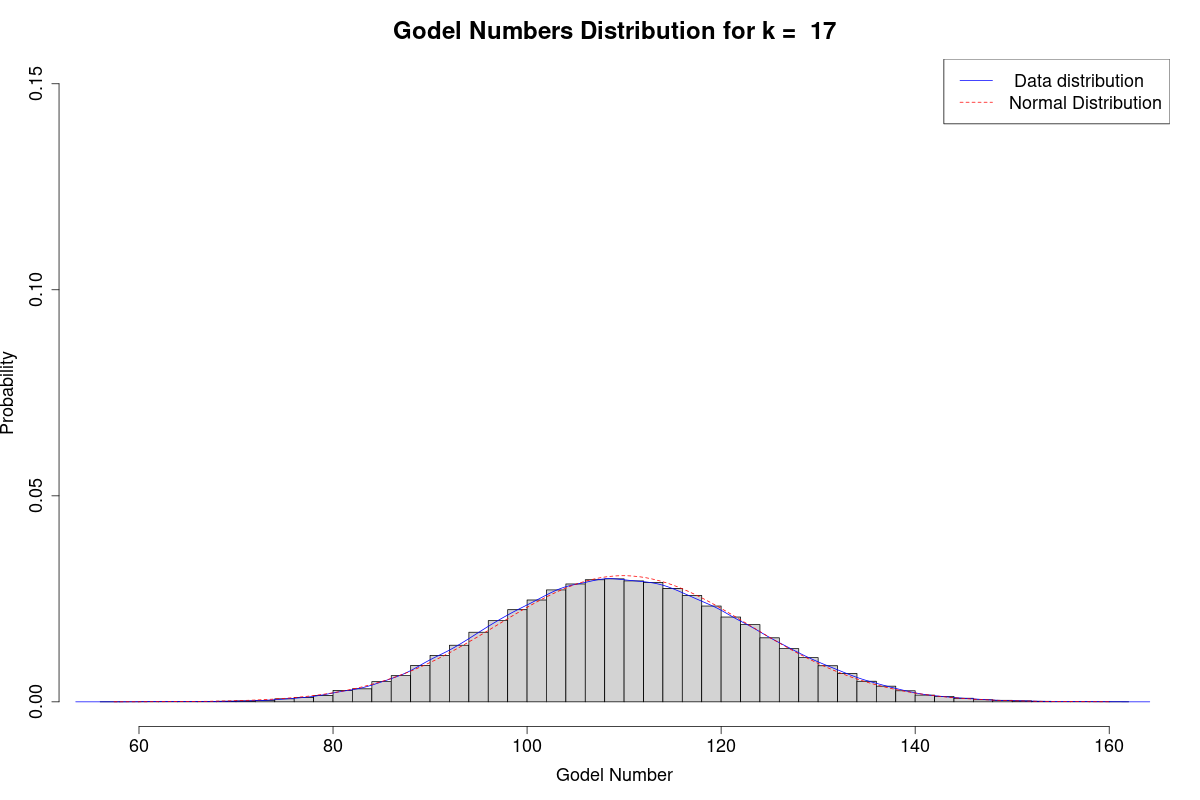 Godel Numbers Distribution for k =  17
Data distribution
Normal Distribution
0.15
0.10
0.05
0.00
Probability
60 80 100 120 140 160
Godel Number